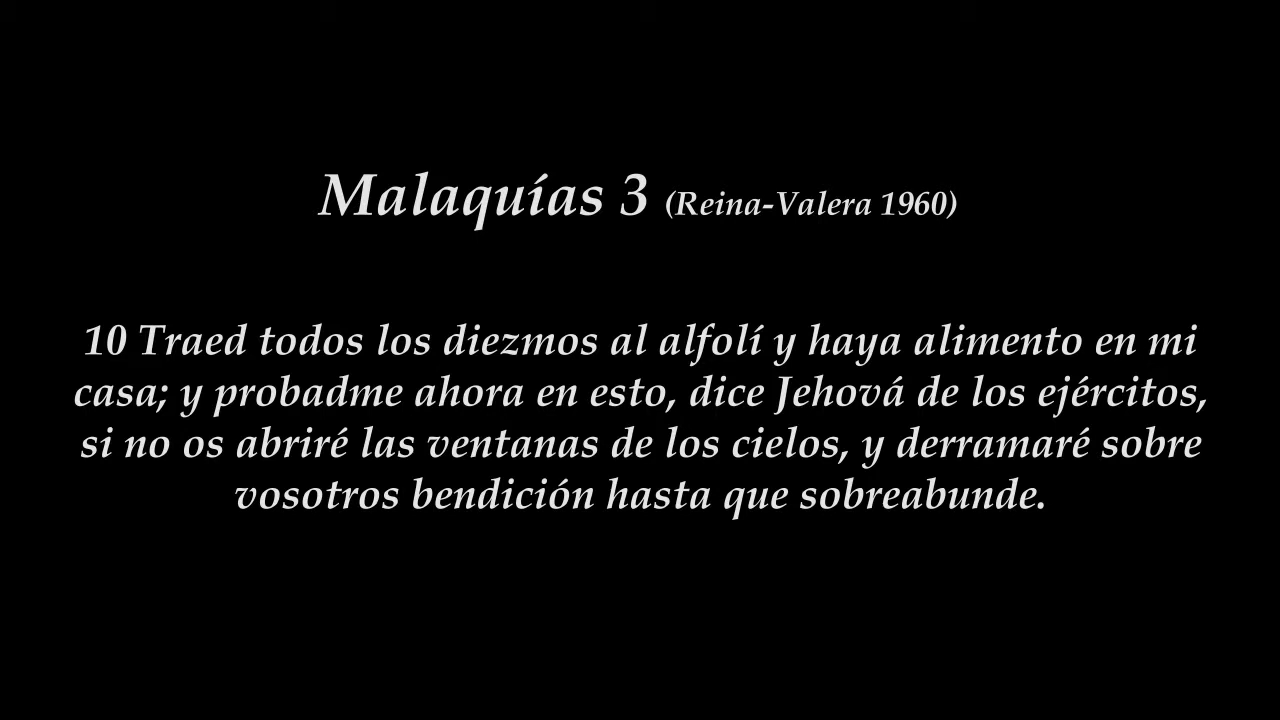 Malaquías 3 (Reina-Valera 1960)
10 Traed todos los diezmos al alfolí y haya alimento en mi
casa; y probadme ahora en esto, dice Jehová de los ejércitos,
si no os abriré las ventanas de los cielos, y derramaré sobre
vosotros bendición hasta que sobreabunde.